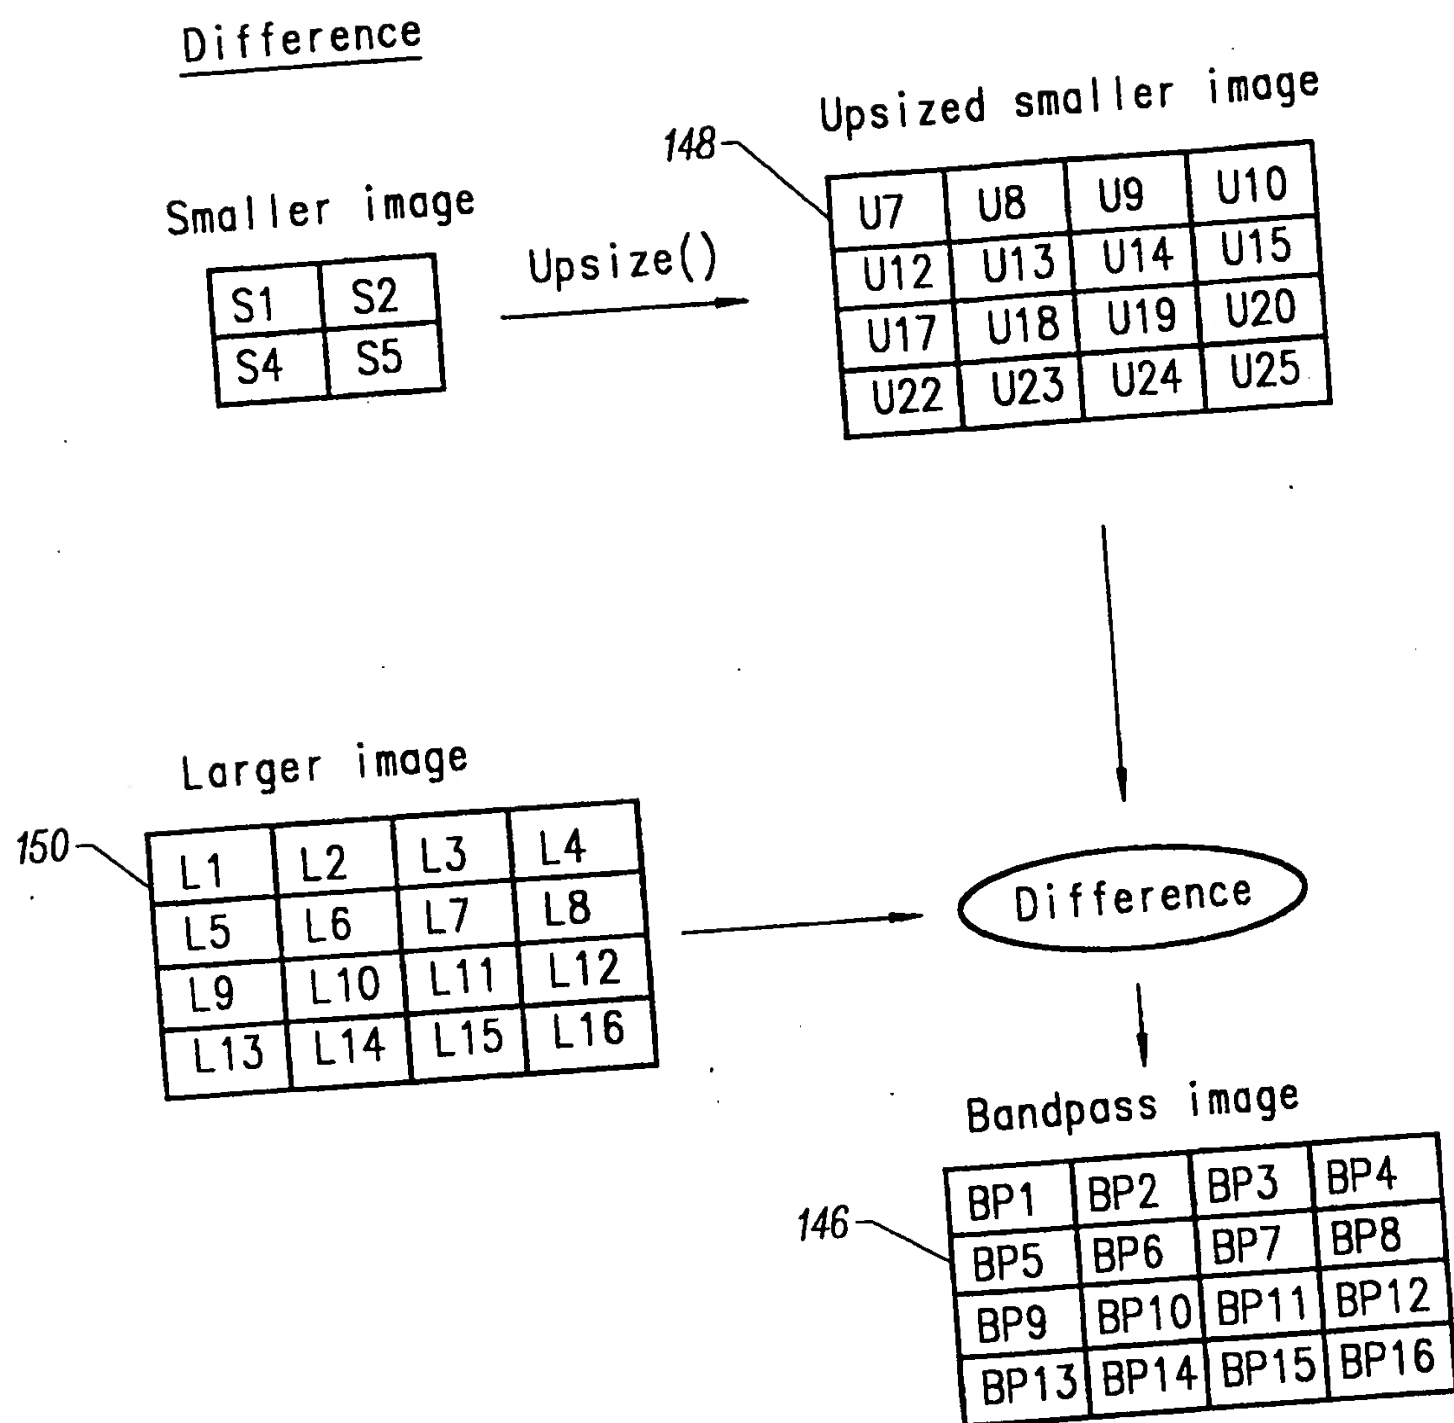 Difference
Upsized smaller image
148
U7 U8 U9 U10
U12 U13 U14 U15
U17 U18 U19 U20
U22 U23 U24 U25
Smaller image
S1 S2
S4 S5
Upsize()
Larger image
150
L1 L2 L3 L4
L5 L6 L7 L8
L9 L10 L11 L12
L13 L14 L15 L16
Difference
Bandpass image
146
BP1 BP2 BP3 BP4
BP5 BP6 BP7 BP8
BP9 BP10 BP11 BP12
BP13 BP14 BP15 BP16